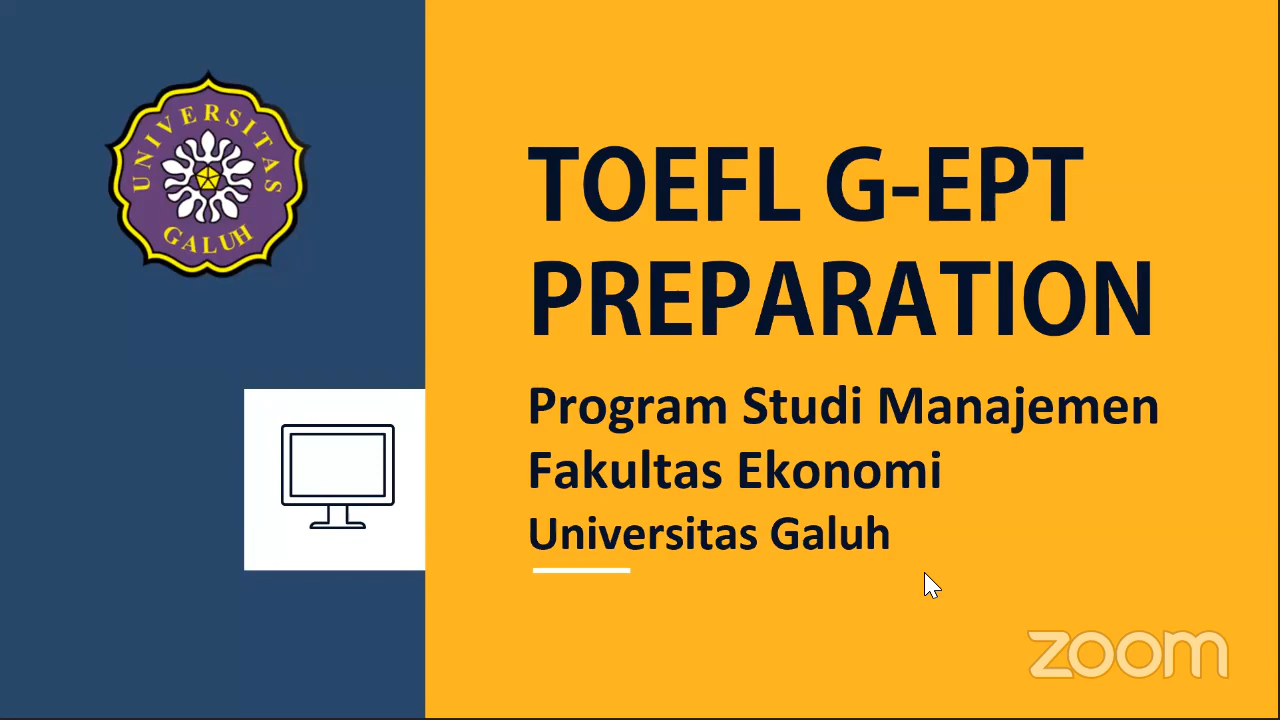 UNIVERSITAS
GALUH
TOEFL G-EPT
PREPARATION
Program Studi Manajemen
Fakultas Ekonomi
Universitas Galuh
zoom